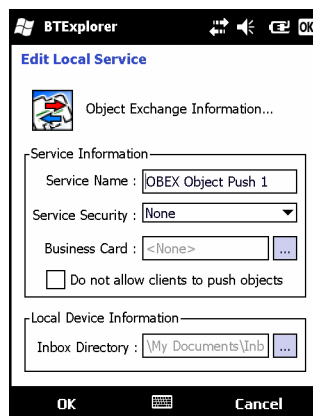 BTExplorer OK
Edit Local Service
Object Exchange Information...
Service Information
Service Name : OBEX Object Push 1
Service Security : None
Business Card : <None> ...
Do not allow clients to push objects
Local Device Information
Inbox Directory : \My Documents\Inb ...
OK Cancel